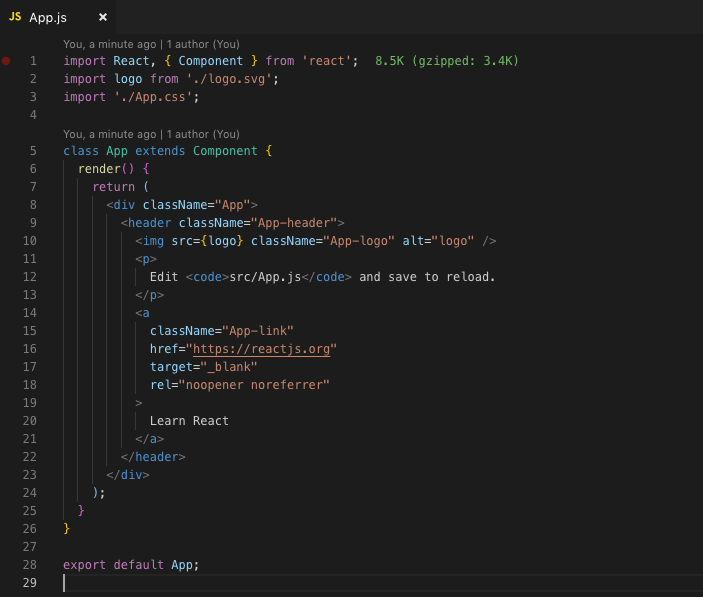 JS App.js ×
You, a minute ago | 1 author (You)
1 import React, { Component } from 'react'; 8.5K (gzipped: 3.4K)
2 import logo from './logo.svg';
3 import './App.css';
4
You, a minute ago | 1 author (You)
5 class App extends Component {
6   render() {
7     return (
8       <div className="App">
9         <header className="App-header">
10           <img src={logo} className="App-logo" alt="logo" />
11           <p>
12             Edit <code>src/App.js</code> and save to reload.
13           </p>
14           <a
15             className="App-link"
16             href="https://reactjs.org"
17             target="_blank"
18             rel="noopener noreferrer"
19           >
20             Learn React
21           </a>
22         </header>
23       </div>
24     );
25   }
26 }
27
28 export default App;
29